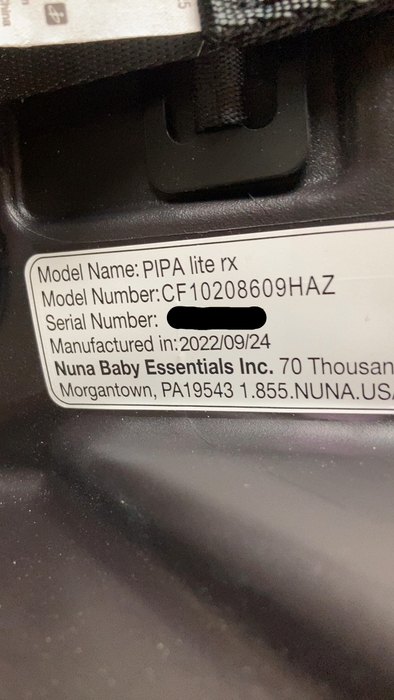 Model Name: PIPA lite rx
Model Number:CF10208609HAZ
Serial Number:
Manufactured in:2022/09/24
Nuna Baby Essentials Inc. 70 Thousan
Morgantown, PA19543 1.855.NUNA.US